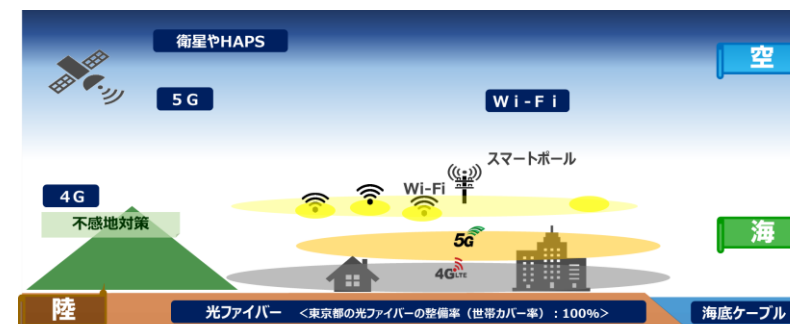 衛星やHAPS
空
5G
Wi-Fi
スマートポール
Wi-Fi
4G
不感地対策
海
5G
4G LTE
陸
光ファイバー <東京都の光ファイバーの整備率（世帯カバー率）：100%>
海底ケーブル